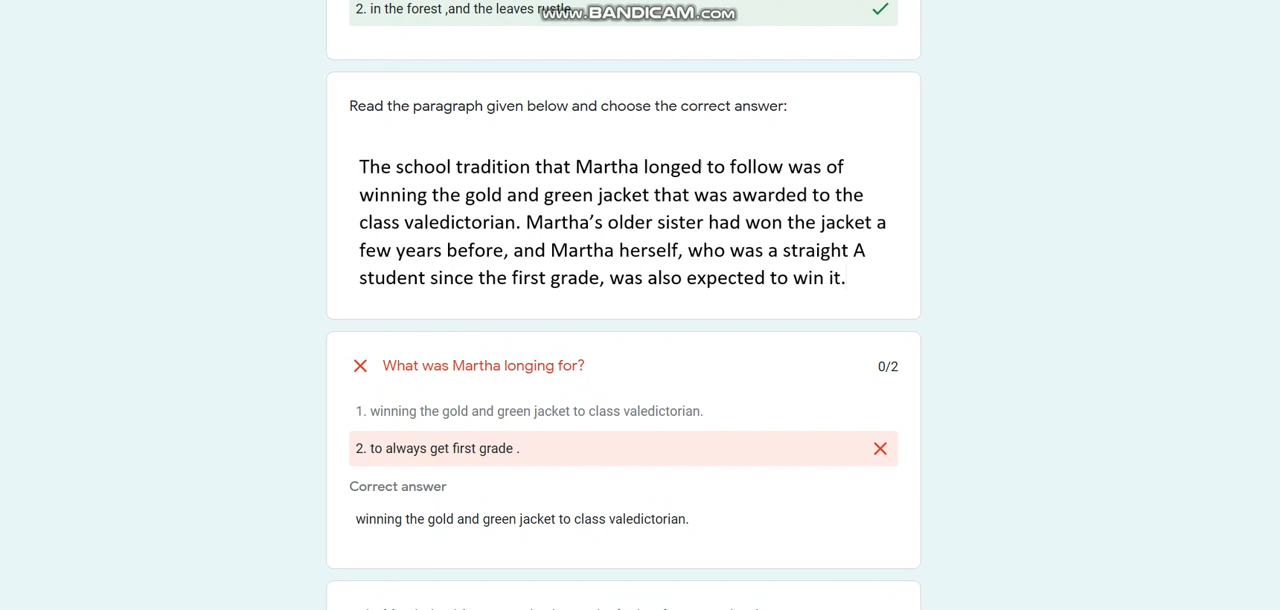 2. in the forest ,and the leaves rustle
www.BANDICAM.com
Read the paragraph given below and choose the correct answer:
The school tradition that Martha longed to follow was of
winning the gold and green jacket that was awarded to the
class valedictorian. Martha’s older sister had won the jacket a
few years before, and Martha herself, who was a straight A
student since the first grade, was also expected to win it.
What was Martha longing for?
0/2
1. winning the gold and green jacket to class valedictorian.
2. to always get first grade .
Correct answer
winning the gold and green jacket to class valedictorian.